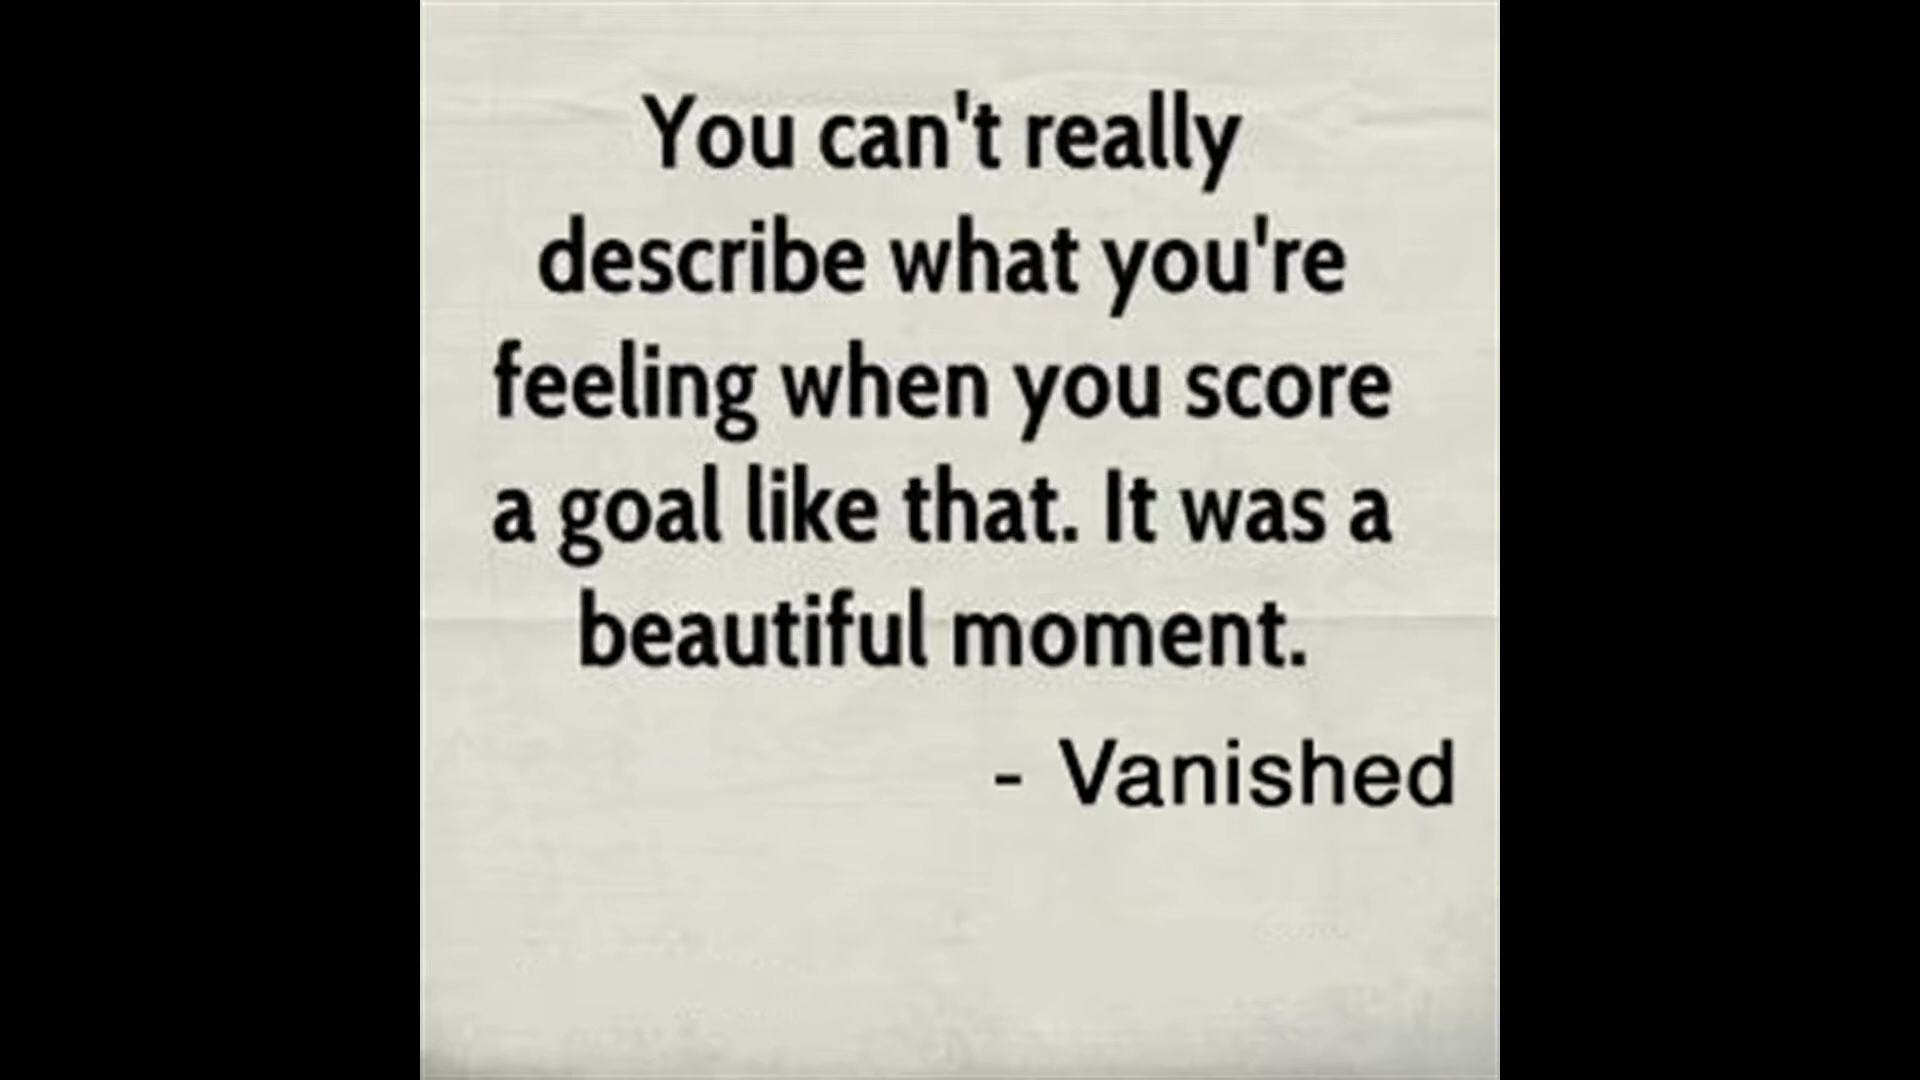 You can't really
describe what you're
feeling when you score
a goal like that. It was a
beautiful moment.
- Vanished